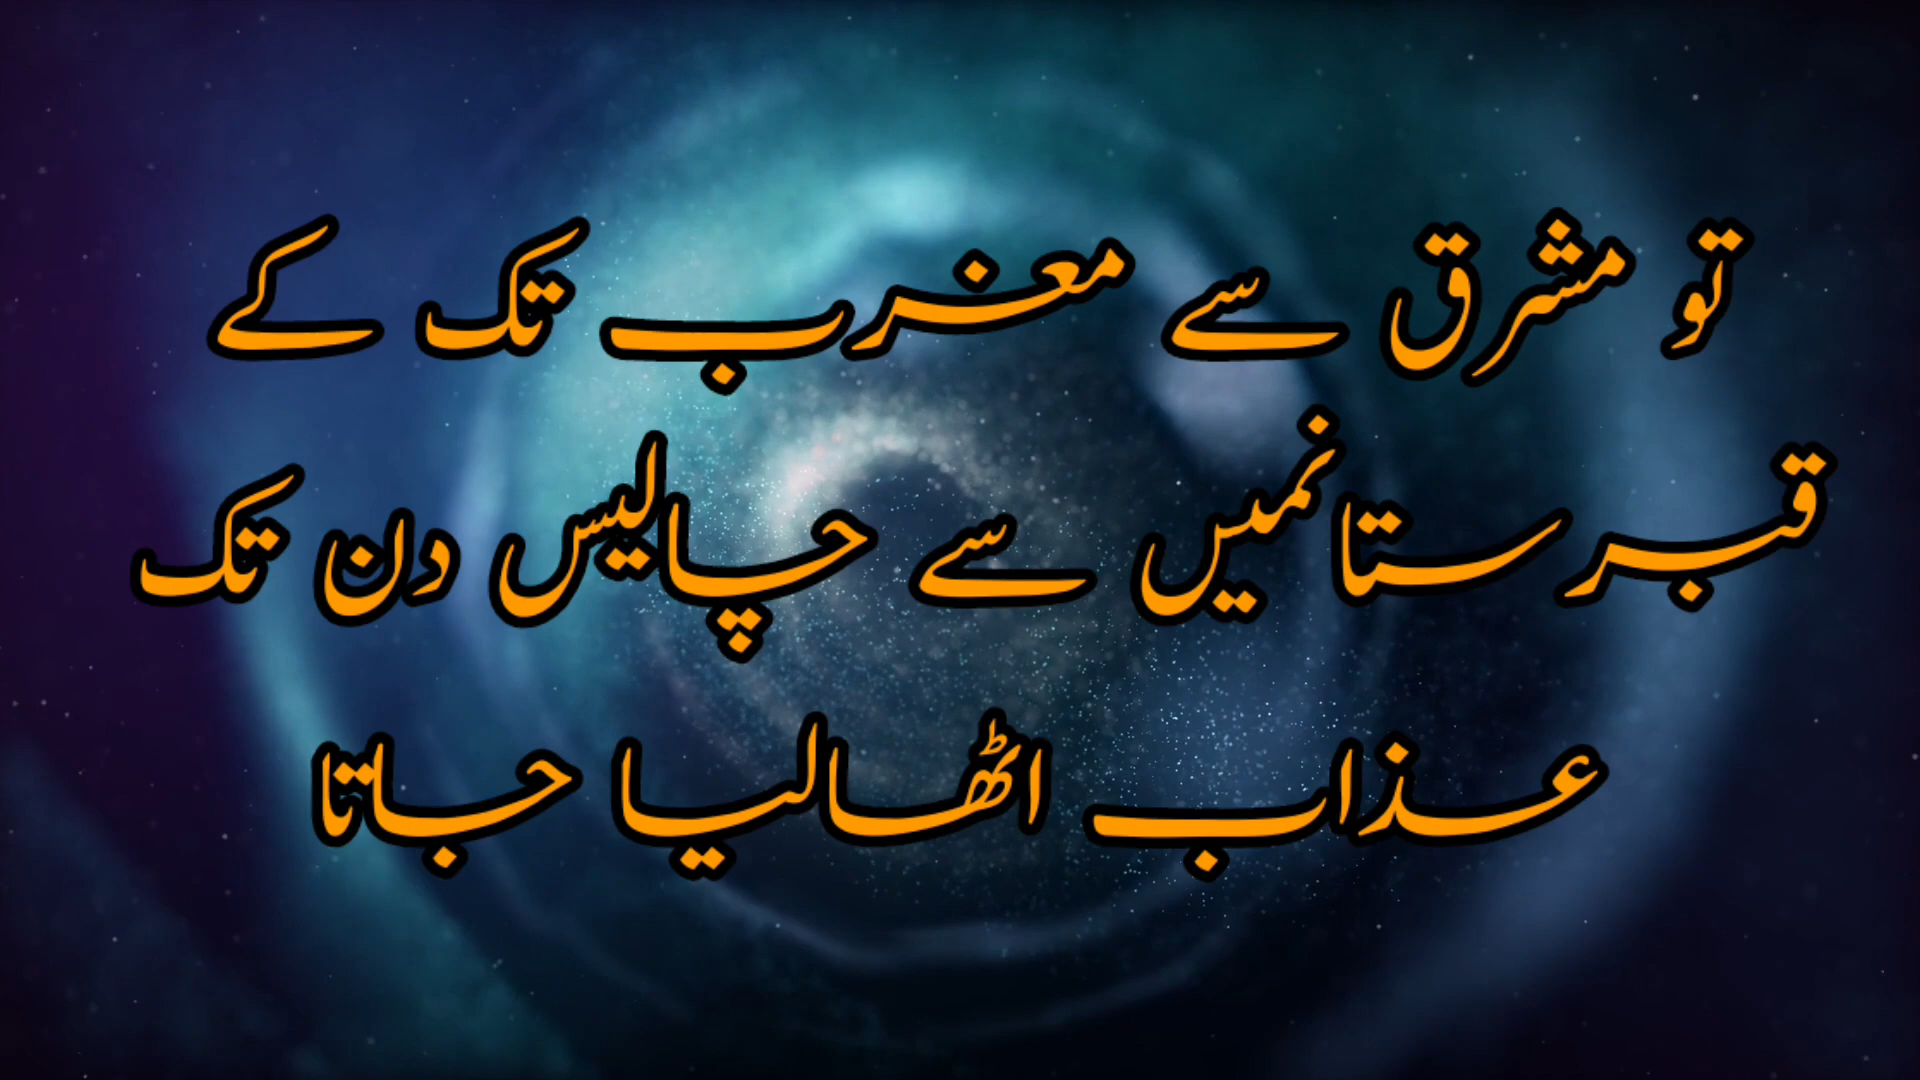 تو مشرق سے مغرب تک کے
قبرستانمیں سے چالیس دن تک
عذاب اٹھالیا جاتا